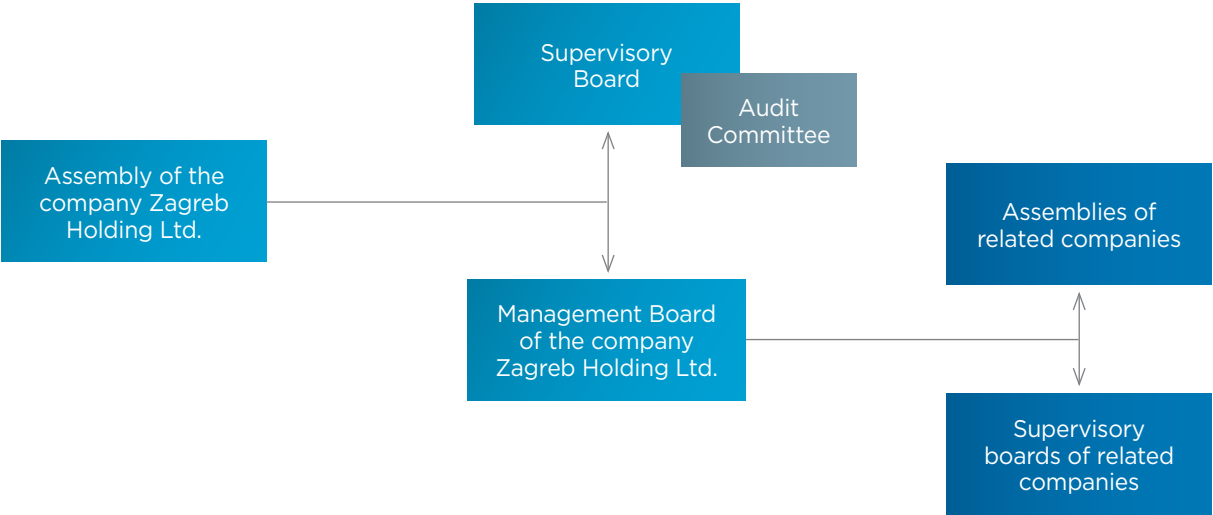 Supervisory
Board
Audit
Committee
Assembly of the
company Zagreb
Holding Ltd.
Assemblies of
related companies
Management Board
of the company
Zagreb Holding Ltd.
Supervisory
boards of related
companies